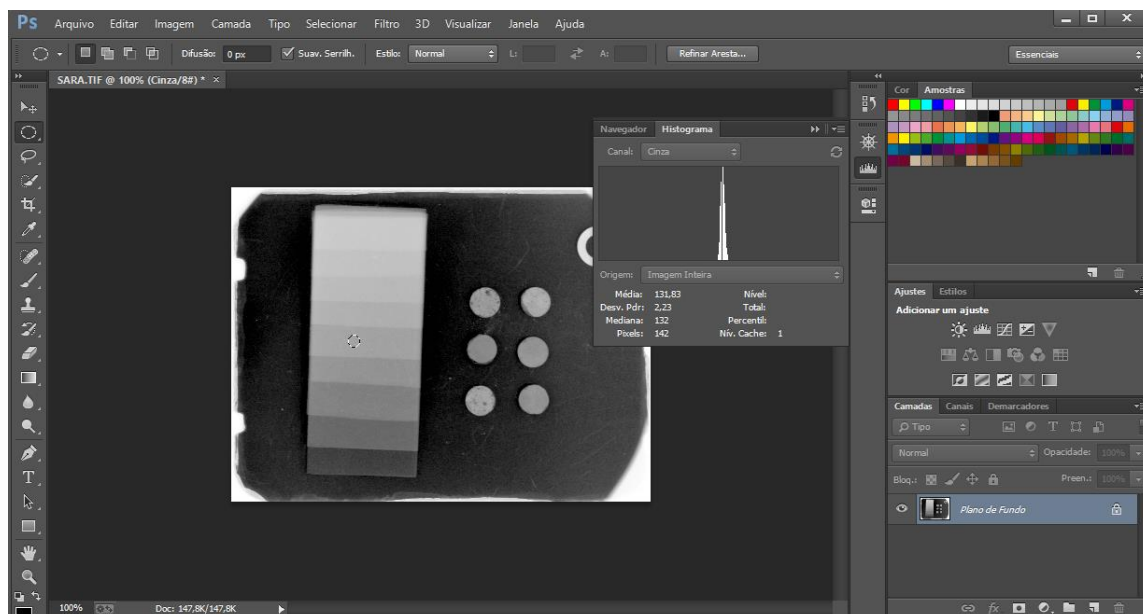 Ps Arquivo Editar Imagem Camada Tipo Selecionar Filtro 3D Visualizar Janela Ajuda
Difusão: 0 px Suav. Serrilh. Estilo: Normal L: A: Refinar Aresta... Essenciais
SARA.TIF @ 100% (Cinza/8#) * ×
Cor Amostras
Navegador Histograma
Canal: Cinza
Origem: Imagem Inteira
Média: 131,83 Nível:
Desv. Pdr: 2,23 Total:
Mediana: 132 Percentil:
Pixels: 142 Nív. Cache: 1
Ajustes Estilos
Adicionar um ajuste
Camadas Canais Demarcadores
Tipo
Normal Opacidade: 100%
Bloq.: Preen.: 100%
Plano de Fundo
fx
100% Doc: 147,8K/147,8K